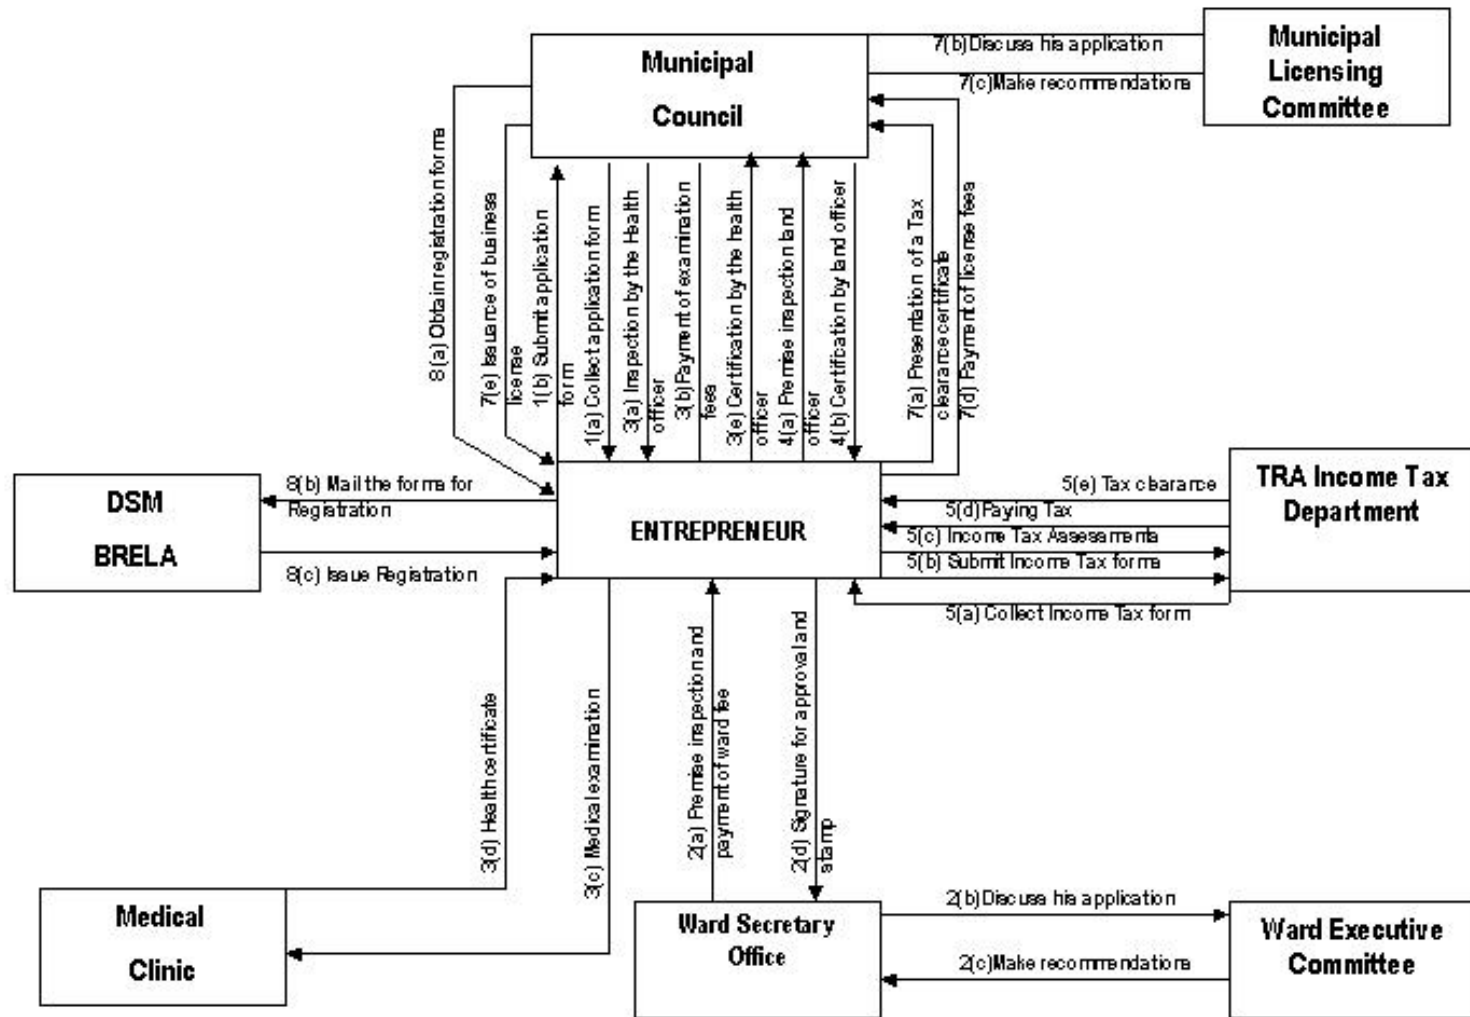 7(b)Discuss his application
Municipal
Licensing
Committee
Municipal
Council
7(c)Make recommendations
8(a) Obtain registration forms
7(e) Issuance of business
license
1(b) Submit application
form
1(a) Collect application form
3(a) Inspection by the Health
officer
3(b)Payment of examination
fees
3(e) Certification by the health
officer
4(a) Premise inspection land
officer
4(b) Certification by land officer
7(a) Presentation of a Tax
clearance certificate
7(d) Payment of license fees
DSM
BRELA
8(b) Mail the forms for
Registration
8(c) Issue Registration
ENTREPRENEUR
5(e) Tax clearance
5(d)Paying Tax
5(c) Income Tax Assessments
5(b) Submit Income Tax forms
5(a) Collect Income Tax form
TRA Income Tax
Department
3(d) Health certificate
3(c) Medical examination
2(a) Premise inspection and
payment of ward fee
2(d) Signature for approval and
stamp
Medical
Clinic
Ward Secretary
Office
2(b)Discuss his application
2(c)Make recommendations
Ward Executive
Committee